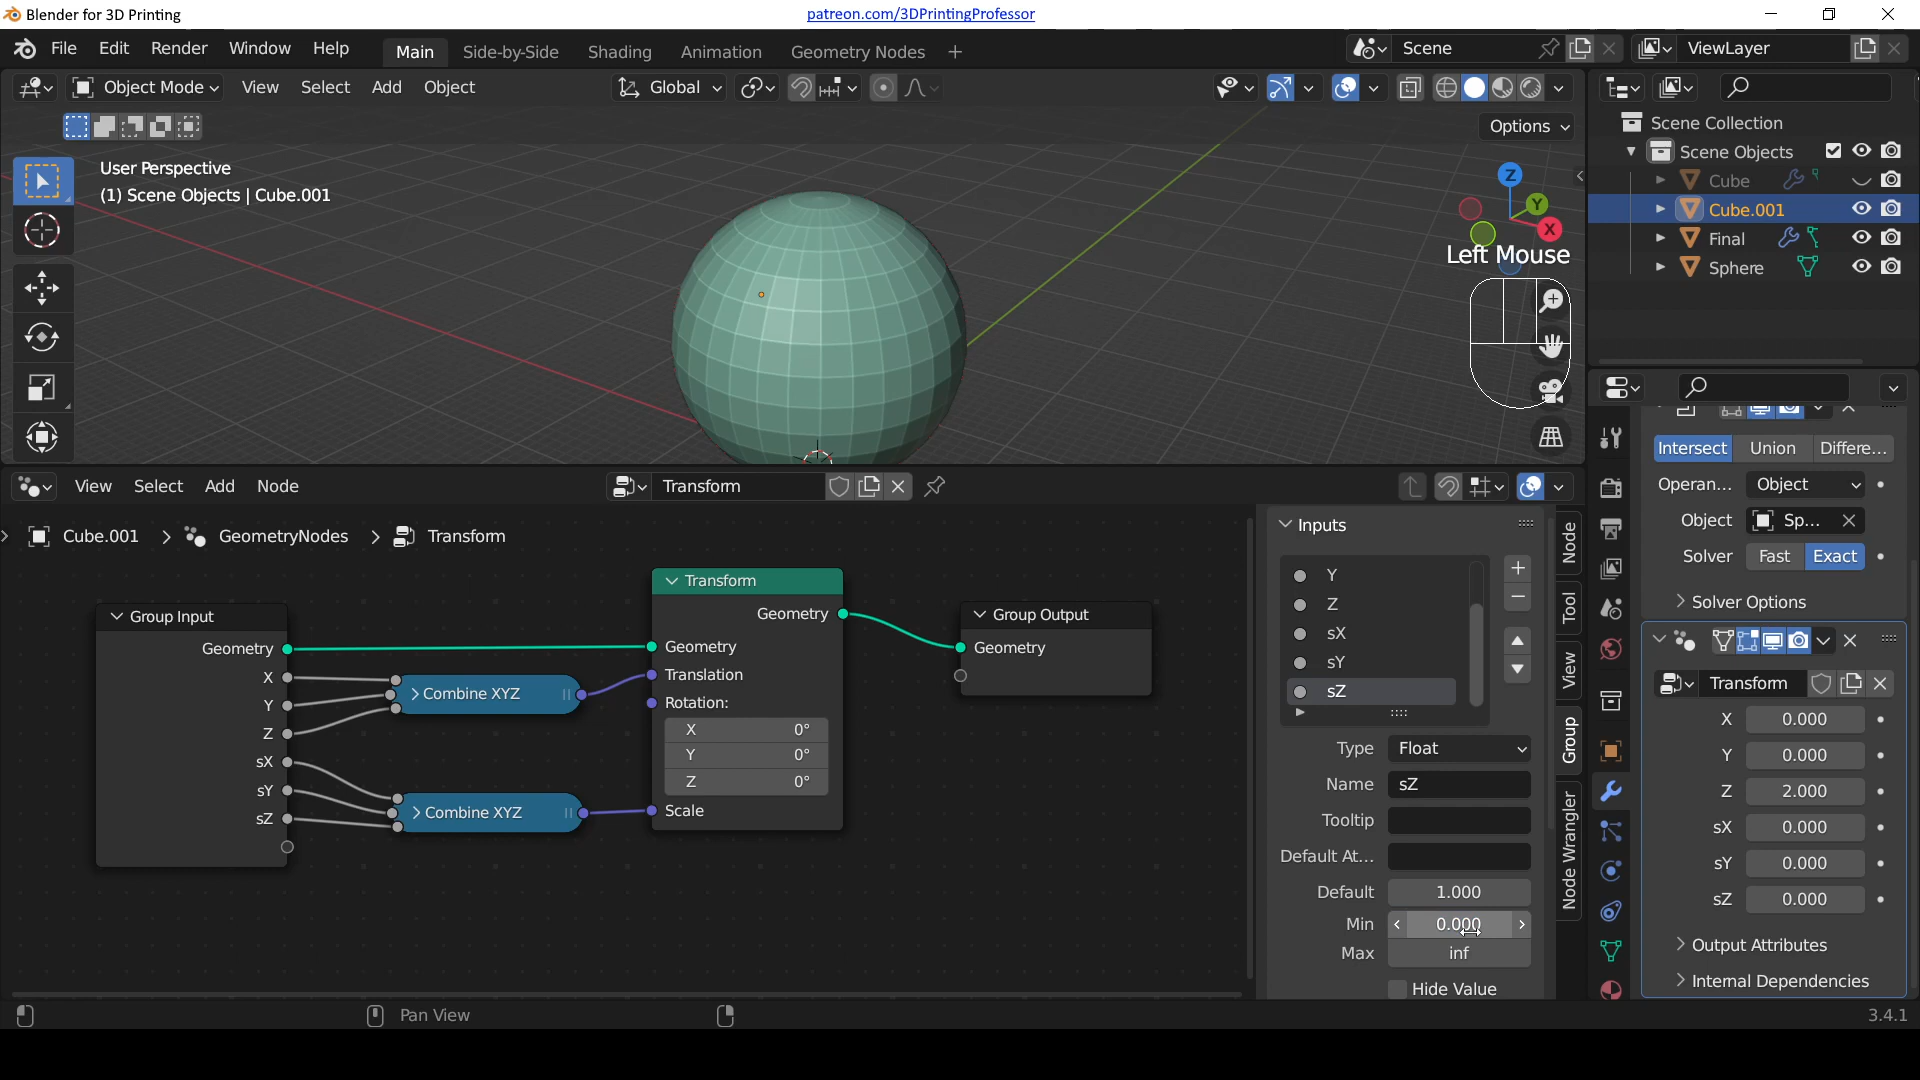 Blender for 3D Printing
patreon.com/3DPrintingProfessor
File Edit Render Window Help
Main Side-by-Side Shading Animation Geometry Nodes +
Scene
ViewLayer
Object Mode View Select Add Object
Global
Options
User Perspective
(1) Scene Objects | Cube.001
Z
Y
X
Left Mouse
Scene Collection
Scene Objects
Cube
Cube.001
Final
Sphere
View Select Add Node
Transform
Cube.001 > GeometryNodes > Transform
Group Input
Geometry
X
Y
Z
sX
sY
sZ
Combine XYZ
Combine XYZ
Transform
Geometry
Geometry
Translation
Rotation:
X 0°
Y 0°
Z 0°
Scale
Group Output
Geometry
Inputs
Y
Z
sX
sY
sZ
Type Float
Name sZ
Tooltip
Default At...
Default 1.000
Min 0.000
Max inf
Hide Value
Node
Tool
View
Group
Node Wrangler
Intersect Union Differe...
Operan... Object
Object Sp...
Solver Fast Exact
Solver Options
Transform
X 0.000
Y 0.000
Z 2.000
sX 0.000
sY 0.000
sZ 0.000
Output Attributes
Internal Dependencies
Pan View
3.4.1